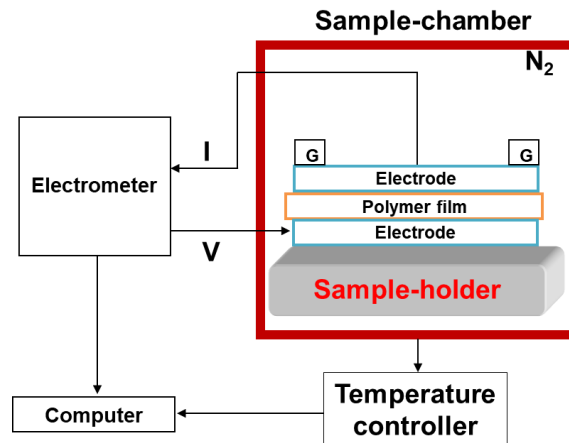 Sample-chamber
N2
I
G
G
Electrometer
Electrode
Polymer film
Electrode
V
Sample-holder
Temperature
controller
Computer